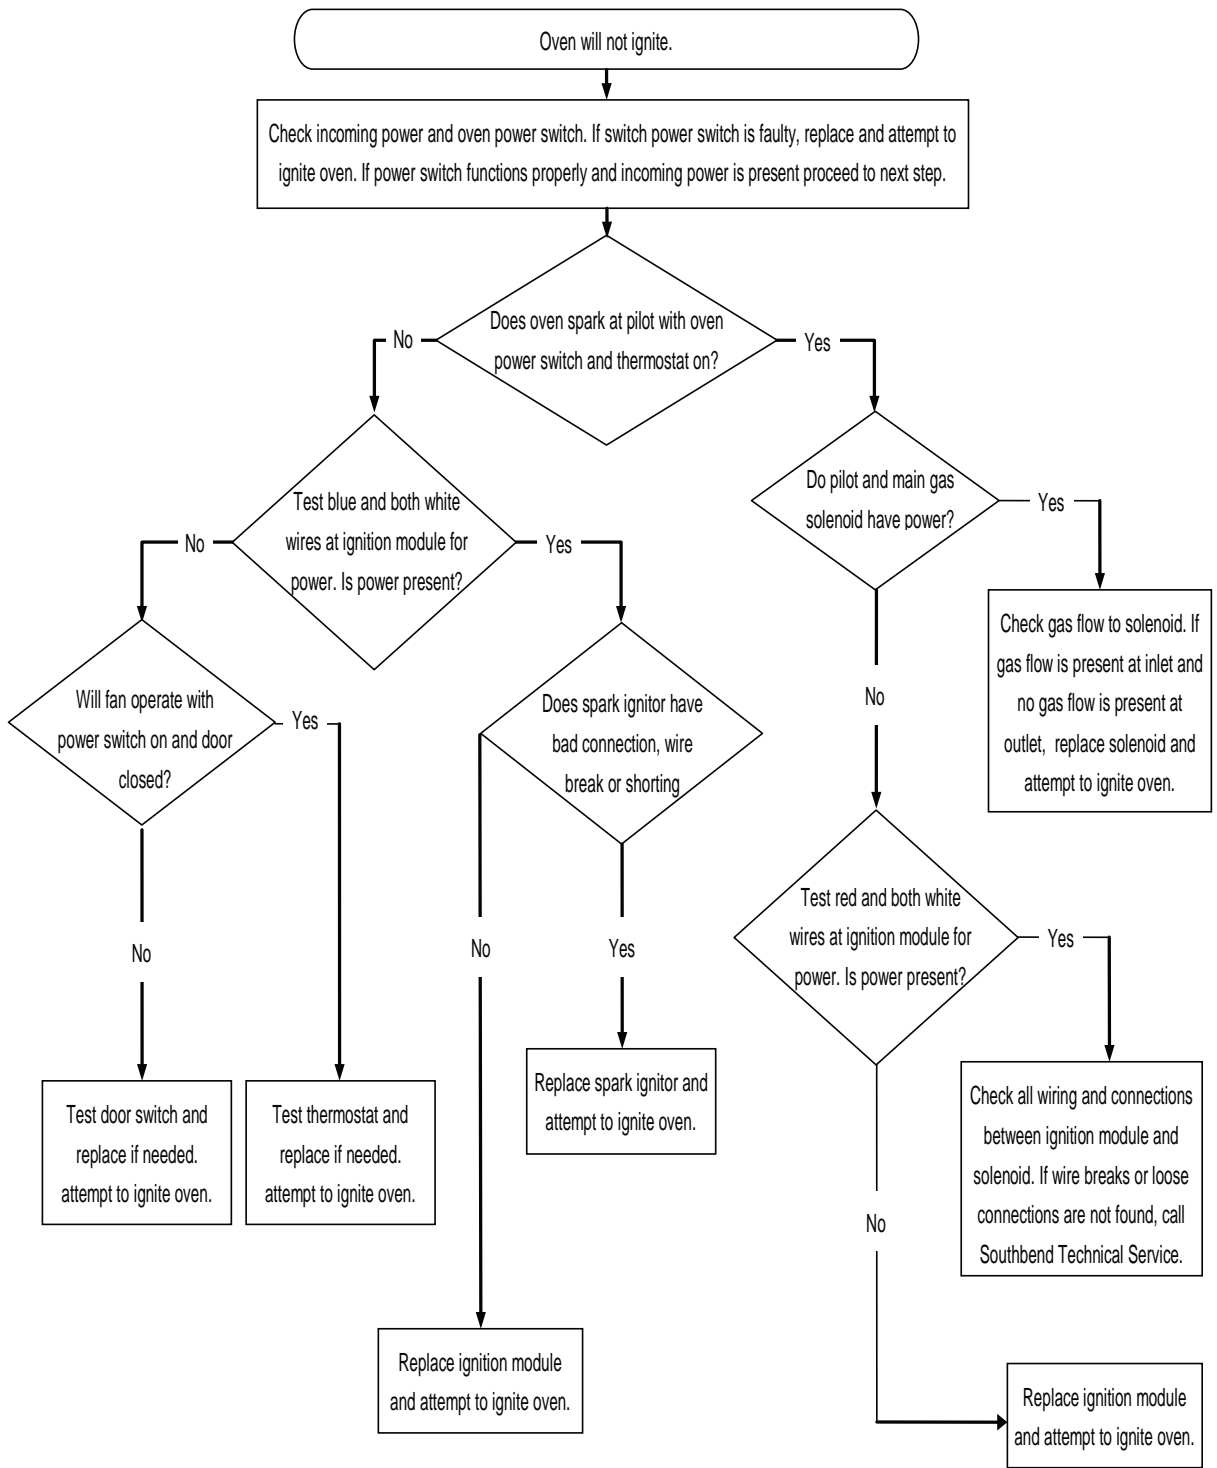 Oven will not ignite.
Check incoming power and oven power switch. If switch power switch is faulty, replace and attempt to
ignite oven. If power switch functions properly and incoming power is present proceed to next step.
Does oven spark at pilot with oven
power switch and thermostat on?
No
Yes
Test blue and both white
wires at ignition module for
power. Is power present?
Do pilot and main gas
solenoid have power?
No
Yes
Yes
Will fan operate with
power switch on and door
closed?
Yes
Does spark ignitor have
bad connection, wire
break or shorting
No
Check gas flow to solenoid. If
gas flow is present at inlet and
no gas flow is present at
outlet, replace solenoid and
attempt to ignite oven.
No
No
Yes
Test red and both white
wires at ignition module for
power. Is power present?
Yes
Test door switch and
replace if needed.
attempt to ignite oven.
Test thermostat and
replace if needed.
attempt to ignite oven.
Replace spark ignitor and
attempt to ignite oven.
No
Check all wiring and connections
between ignition module and
solenoid. If wire breaks or loose
connections are not found, call
Southbend Technical Service.
Replace ignition module
and attempt to ignite oven.
Replace ignition module
and attempt to ignite oven.